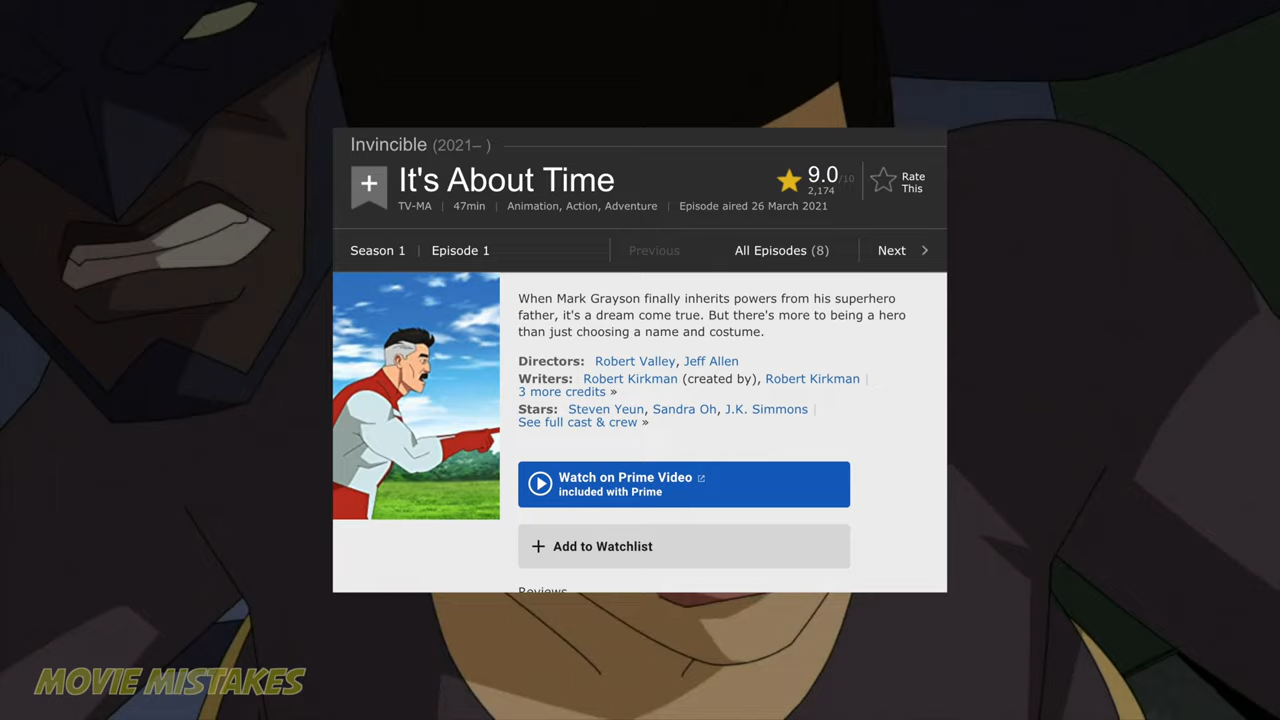 Invincible (2021– )
It's About Time
9.0/10
2,174
Rate
This
TV-MA | 47min | Animation, Action, Adventure | Episode aired 26 March 2021
Season 1 | Episode 1
Previous
All Episodes (8)
Next
When Mark Grayson finally inherits powers from his superhero
father, it's a dream come true. But there's more to being a hero
than just choosing a name and costume.
Directors: Robert Valley, Jeff Allen
Writers: Robert Kirkman (created by), Robert Kirkman |
3 more credits »
Stars: Steven Yeun, Sandra Oh, J.K. Simmons |
See full cast & crew »
Watch on Prime Video
included with Prime
+ Add to Watchlist
Reviews
MOVIE MISTAKES